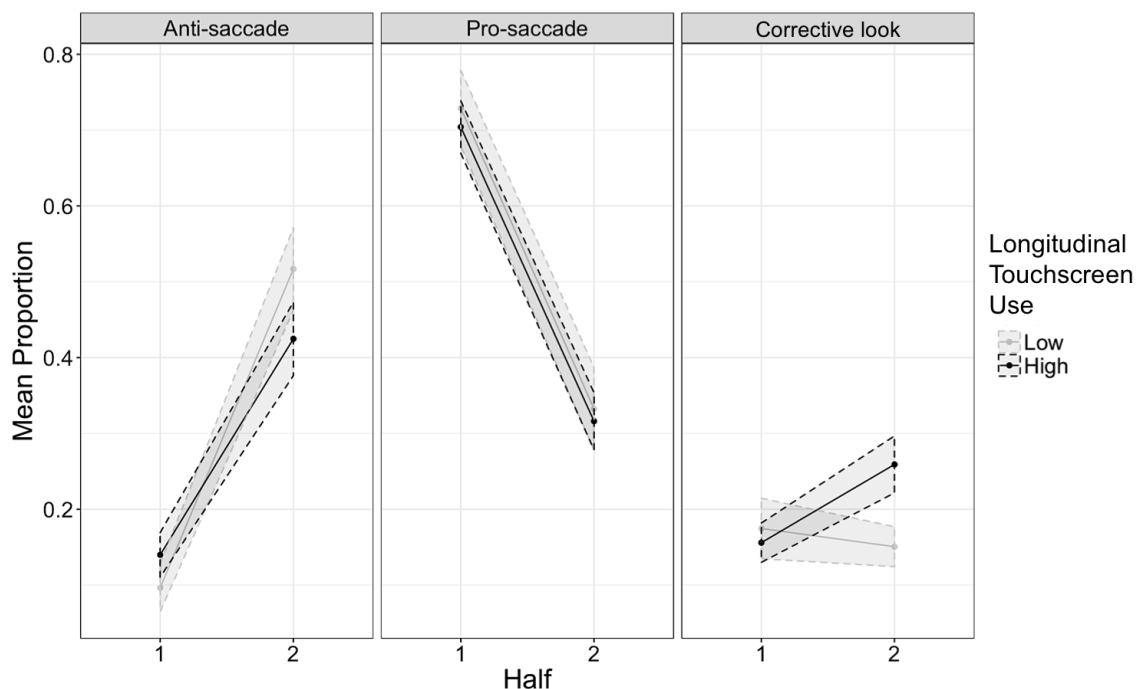 Anti-saccade
Pro-saccade
Corrective look
0.8
0.6
0.4
0.2
Mean Proportion
1
2
1
2
1
2
Half
Longitudinal
Touchscreen
Use
Low
High